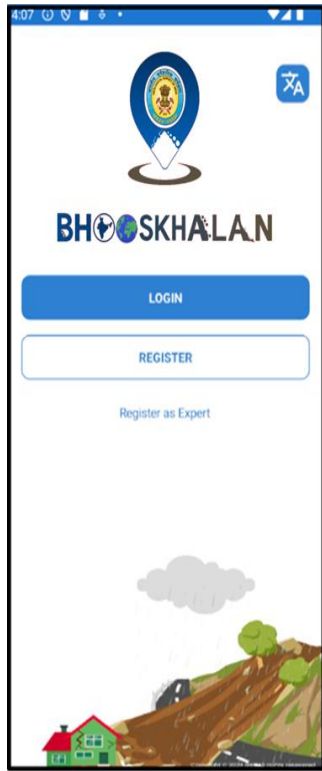 4:07
BHOOSKHALAN
LOGIN
REGISTER
Register as Expert